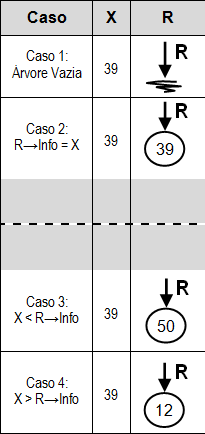 Caso X R
Caso 1:
Árvore Vazia 39 R
Caso 2:
R→Info = X 39 R
39
Caso 3:
X < R→Info 39 R
50
Caso 4:
X > R→Info 39 R
12